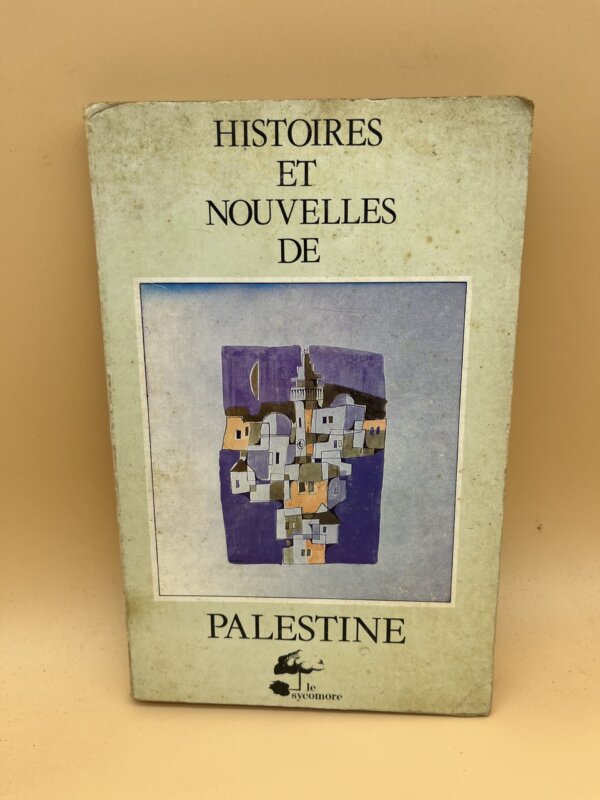 HISTOIRES
ET
NOUVELLES
DE
PALESTINE
le
sycomore